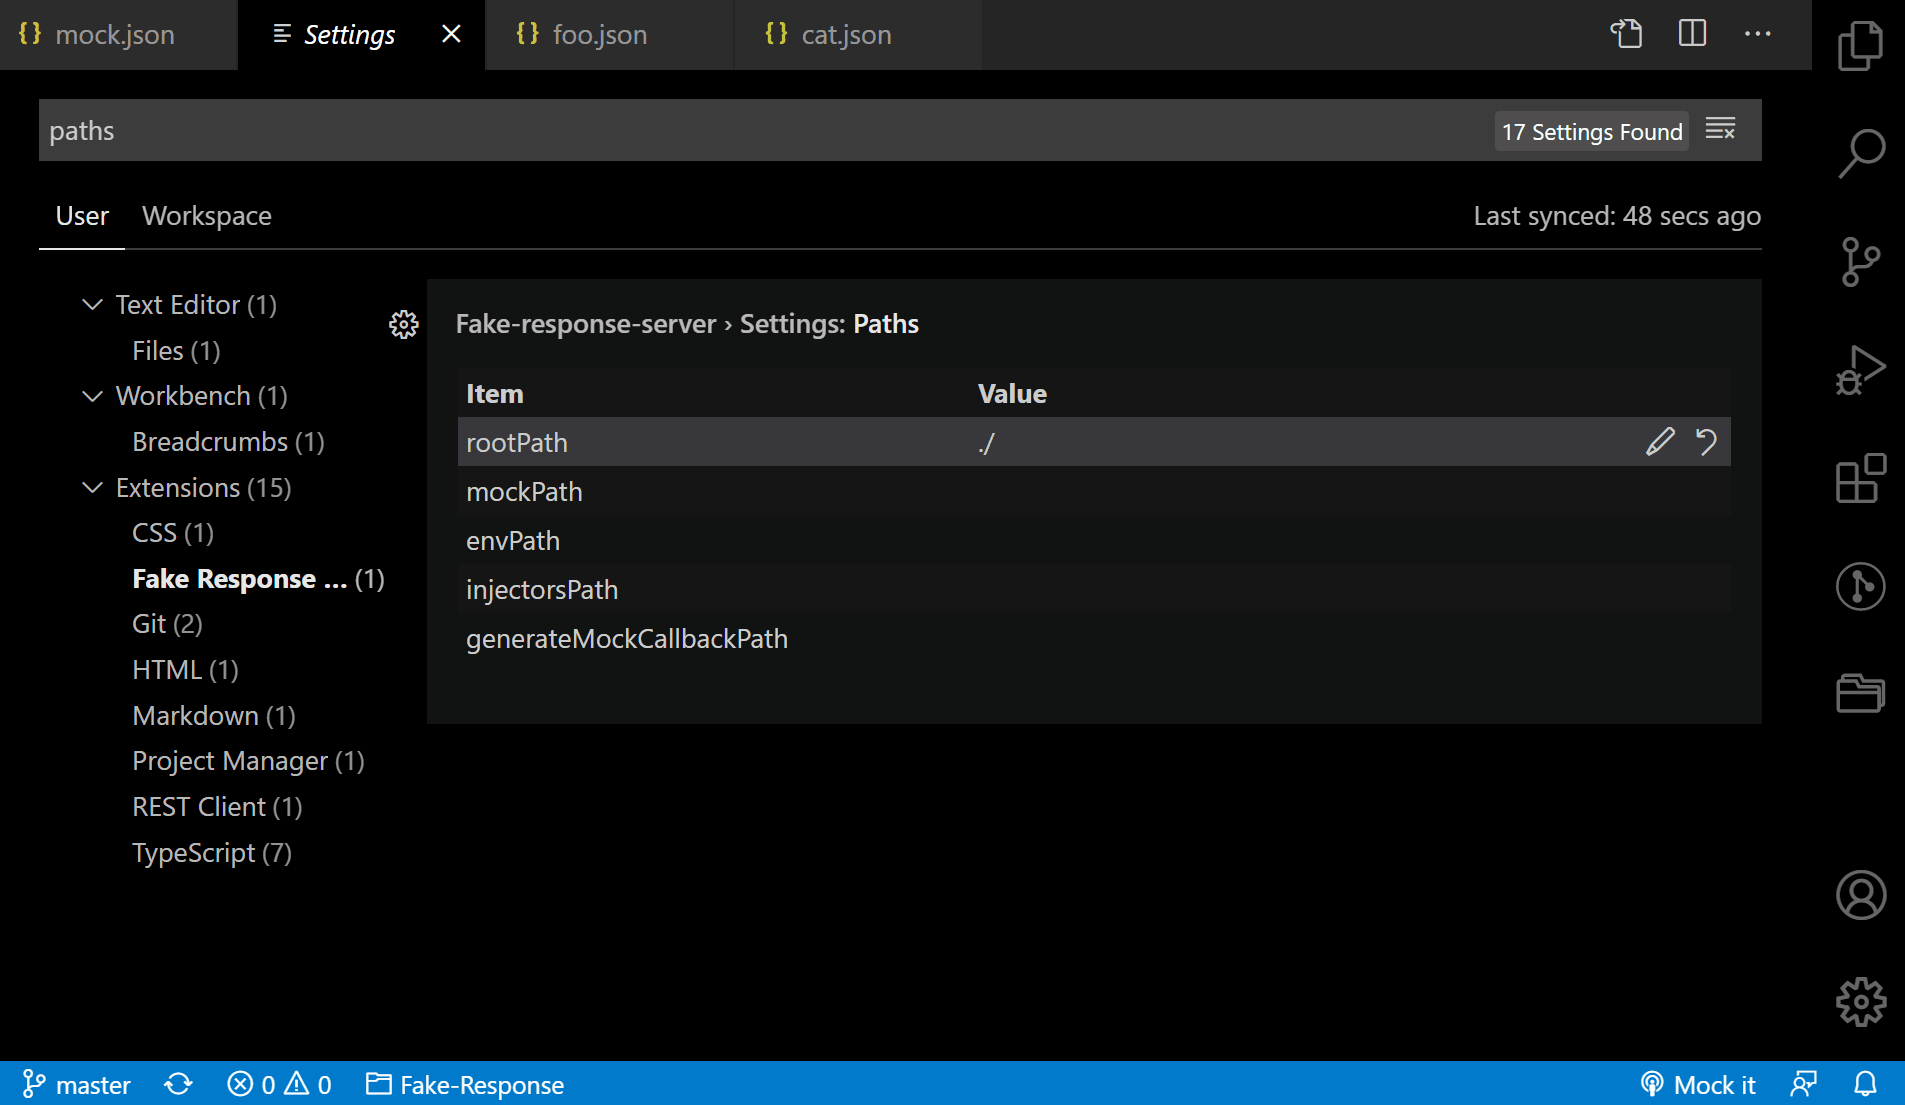 {} mock.json
Settings
{} foo.json
{} cat.json
paths
17 Settings Found
User
Workspace
Last synced: 48 secs ago
Text Editor (1)
Files (1)
Workbench (1)
Breadcrumbs (1)
Extensions (15)
CSS (1)
Fake Response ... (1)
Git (2)
HTML (1)
Markdown (1)
Project Manager (1)
REST Client (1)
TypeScript (7)
Fake-response-server › Settings: Paths
Item Value
rootPath ./
mockPath
envPath
injectorsPath
generateMockCallbackPath
master
0
0
Fake-Response
Mock it